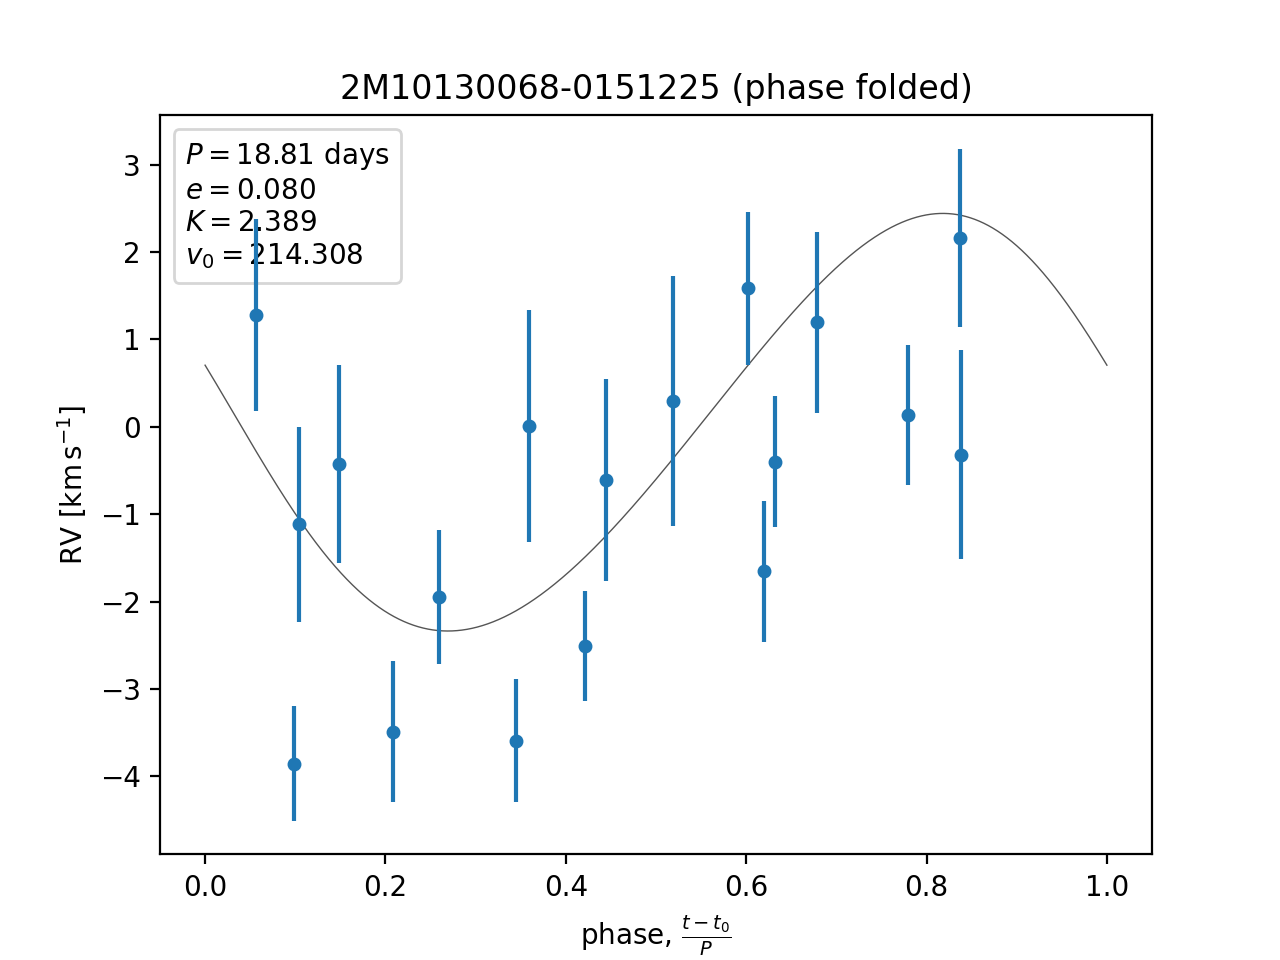 2M10130068-0151225 (phase folded)
P = 18.81 days
e = 0.080
K = 2.389
v₀ = 214.308
3
2
1
0
−1
−2
−3
−4
RV [km s⁻¹]
0.0 0.2 0.4 0.6 0.8 1.0
phase, (t − t₀)/P